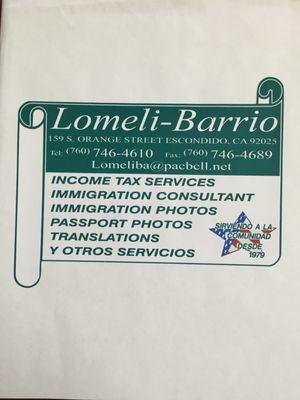 Lomeli-Barrio
159 S. ORANGE STREET ESCONDIDO, CA 92025
Tel: (760) 746-4610 Fax: (760) 746-4689
Lomeliba@pacbell.net
INCOME TAX SERVICES
IMMIGRATION CONSULTANT
IMMIGRATION PHOTOS
PASSPORT PHOTOS
TRANSLATIONS
Y OTROS SERVICIOS
SIRVIENDO A LA
COMUNIDAD
DESDE
1979